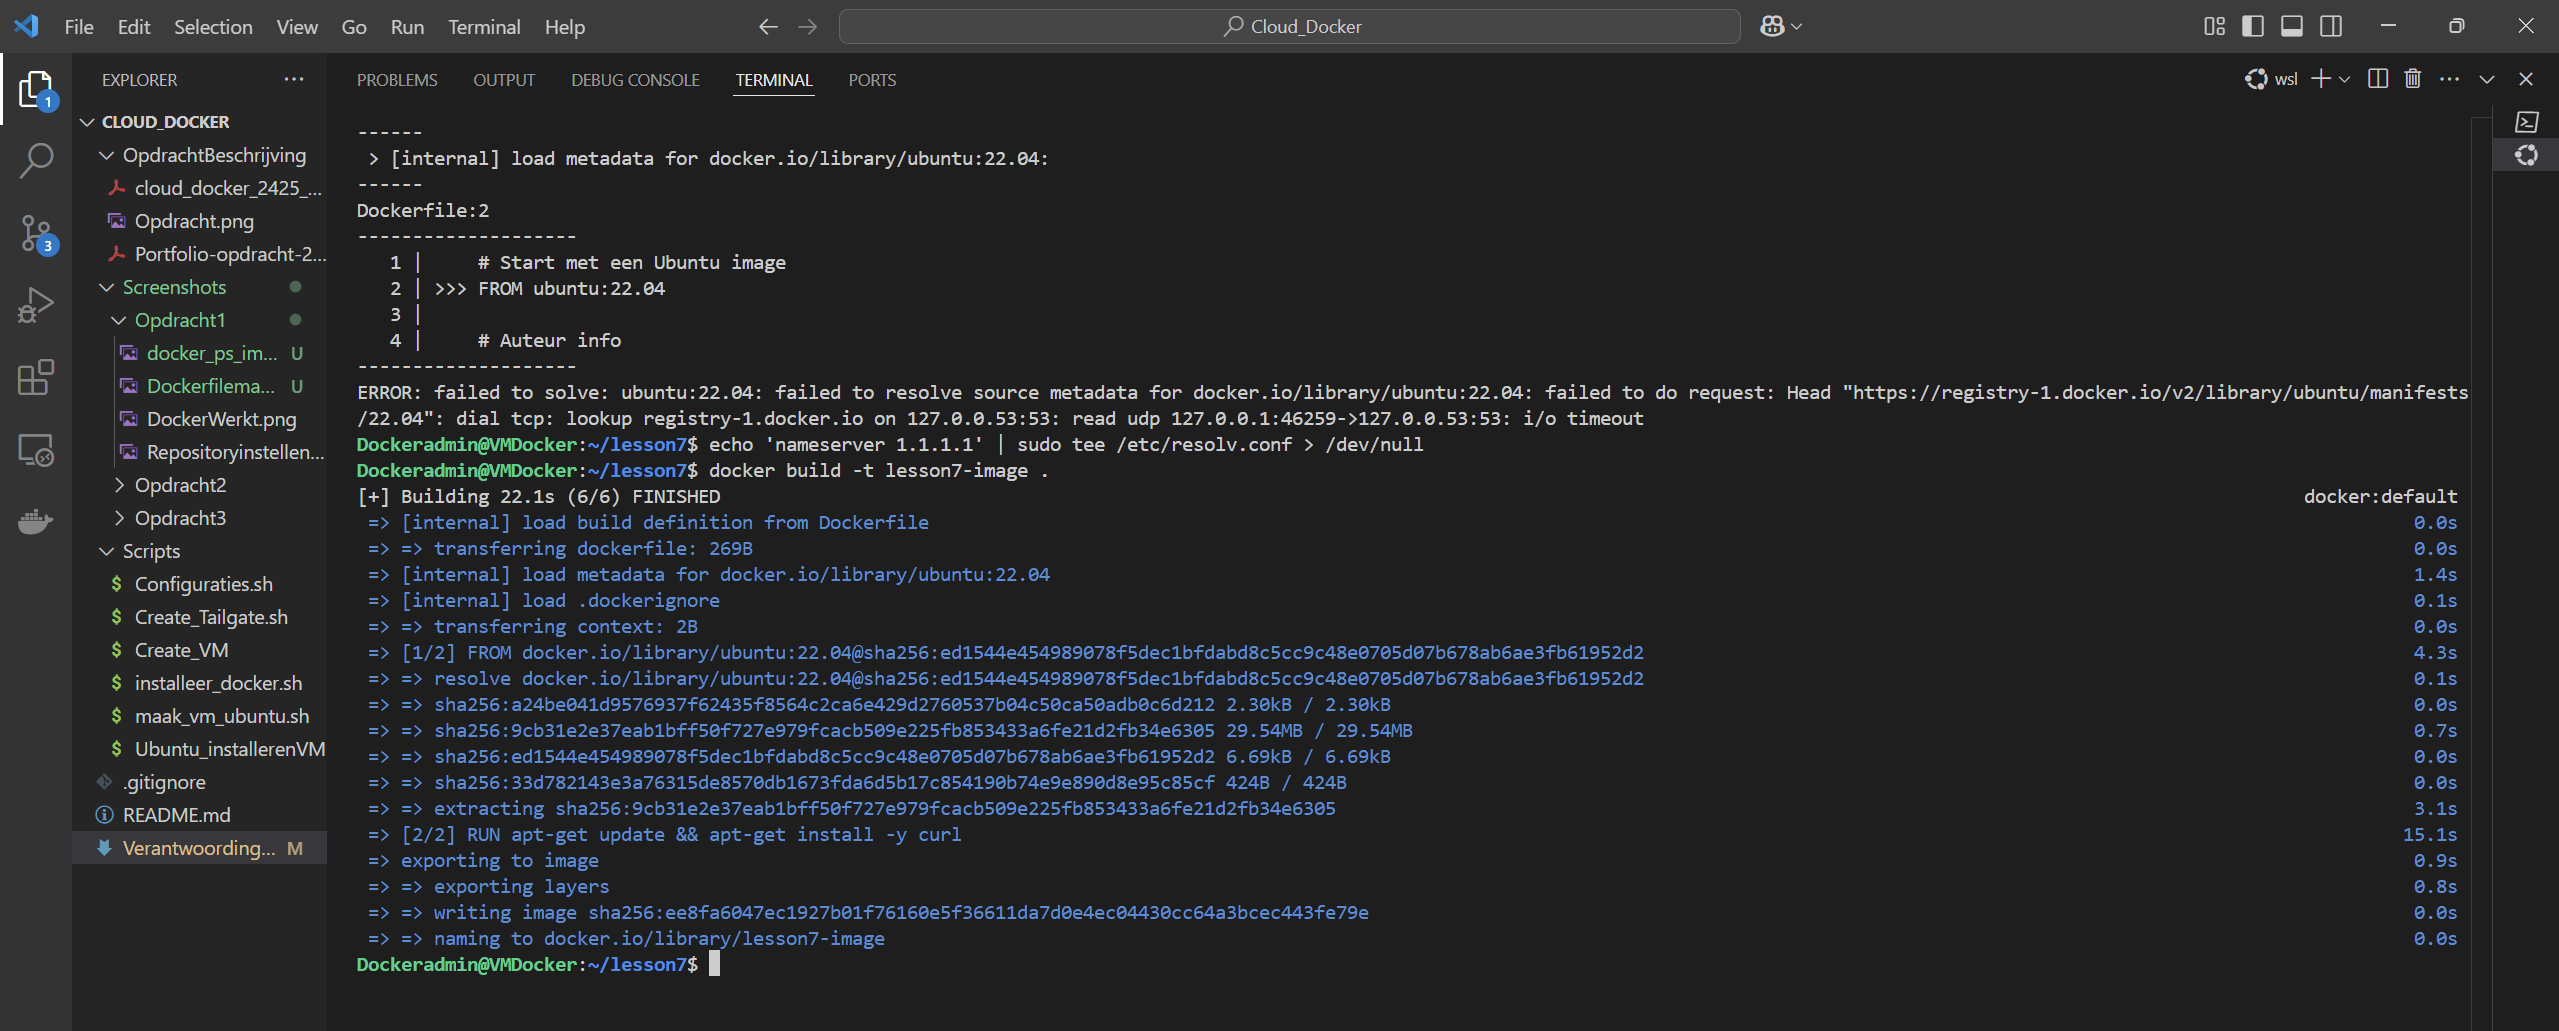 File Edit Selection View Go Run Terminal Help
Cloud_Docker
EXPLORER
1
CLOUD_DOCKER
OpdrachtBeschrijving
cloud_docker_2425_...
Opdracht.png
3
Portfolio-opdracht-2...
Screenshots
Opdracht1
docker_ps_im... U
Dockerfilema... U
DockerWerkt.png
Repositoryinstellen...
Opdracht2
Opdracht3
Scripts
$ Configuraties.sh
$ Create_Tailgate.sh
$ Create_VM
$ installeer_docker.sh
$ maak_vm_ubuntu.sh
$ Ubuntu_installerenVM
.gitignore
README.md
Verantwoording... M
PROBLEMS OUTPUT DEBUG CONSOLE TERMINAL PORTS
wsl
------
> [internal] load metadata for docker.io/library/ubuntu:22.04:
------
Dockerfile:2
--------------------
1 | # Start met een Ubuntu image
2 | >>> FROM ubuntu:22.04
3 |
4 | # Auteur info
--------------------
ERROR: failed to solve: ubuntu:22.04: failed to resolve source metadata for docker.io/library/ubuntu:22.04: failed to do request: Head "https://registry-1.docker.io/v2/library/ubuntu/manifests
/22.04": dial tcp: lookup registry-1.docker.io on 127.0.0.53:53: read udp 127.0.0.1:46259->127.0.0.53:53: i/o timeout
Dockeradmin@VMDocker:~/lesson7$ echo 'nameserver 1.1.1.1' | sudo tee /etc/resolv.conf > /dev/null
Dockeradmin@VMDocker:~/lesson7$ docker build -t lesson7-image .
[+] Building 22.1s (6/6) FINISHED docker:default
=> [internal] load build definition from Dockerfile 0.0s
=> => transferring dockerfile: 269B 0.0s
=> [internal] load metadata for docker.io/library/ubuntu:22.04 1.4s
=> [internal] load .dockerignore 0.1s
=> => transferring context: 2B 0.0s
=> [1/2] FROM docker.io/library/ubuntu:22.04@sha256:ed1544e454989078f5dec1bfdabd8c5cc9c48e0705d07b678ab6ae3fb61952d2 4.3s
=> => resolve docker.io/library/ubuntu:22.04@sha256:ed1544e454989078f5dec1bfdabd8c5cc9c48e0705d07b678ab6ae3fb61952d2 0.1s
=> => sha256:a24be041d9576937f62435f8564c2ca6e429d2760537b04c50ca50adb0c6d212 2.30kB / 2.30kB 0.0s
=> => sha256:9cb31e2e37eab1bff50f727e979fcacb509e225fb853433a6fe21d2fb34e6305 29.54MB / 29.54MB 0.7s
=> => sha256:ed1544e454989078f5dec1bfdabd8c5cc9c48e0705d07b678ab6ae3fb61952d2 6.69kB / 6.69kB 0.0s
=> => sha256:33d782143e3a76315de8570db1673fda6d5b17c854190b74e9e890d8e95c85cf 424B / 424B 0.0s
=> => extracting sha256:9cb31e2e37eab1bff50f727e979fcacb509e225fb853433a6fe21d2fb34e6305 3.1s
=> [2/2] RUN apt-get update && apt-get install -y curl 15.1s
=> exporting to image 0.9s
=> => exporting layers 0.8s
=> => writing image sha256:ee8fa6047ec1927b01f76160e5f36611da7d0e4ec04430cc64a3bcec443fe79e 0.0s
=> => naming to docker.io/library/lesson7-image 0.0s
Dockeradmin@VMDocker:~/lesson7$